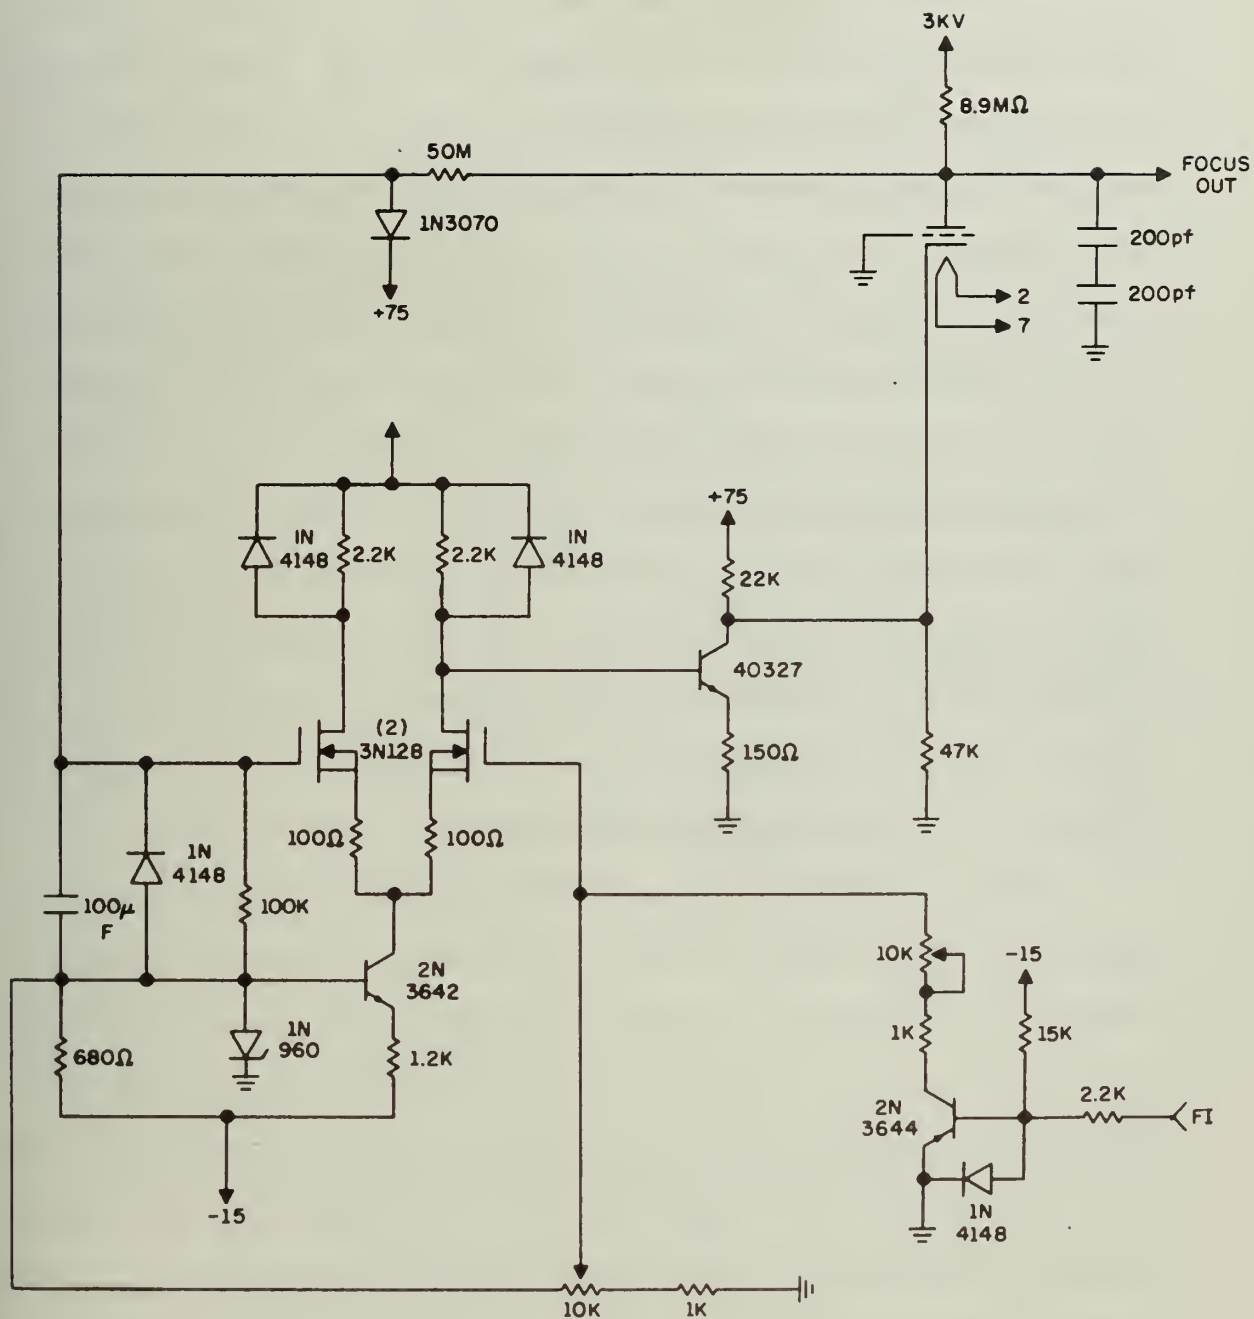 3KV
8.9MΩ
50M
FOCUS
OUT
1N3070
200pf
+75
2
200pf
7
+75
1N
4148
2.2K
2.2K
1N
4148
22K
40327
(2)
3N128
150Ω
47K
100Ω
100Ω
1N
4148
100μ
F
100K
10K
-15
2N
3642
1N
960
680Ω
1.2K
1K
15K
2.2K
2N
3644
FI
-15
1N
4148
10K
1K